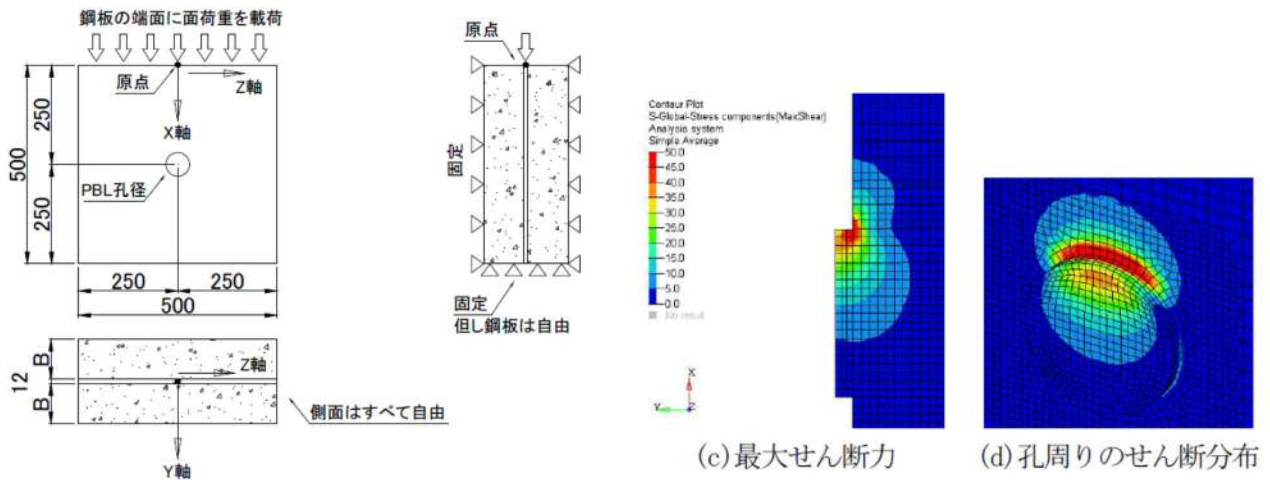 鋼板の端面に面荷重を載荷
原点
Z軸
X軸
PBL孔径
250
250
500
250
250
500
B
12
B
Z軸
Y軸
側面はすべて自由
原点
固定
固定
但し鋼板は自由
Contour Plot
S-Global-Stress components(MaxShear)
Analysis system
Simple Average
50.0
45.0
40.0
35.0
30.0
25.0
20.0
15.0
10.0
5.0
0.0
No result
X
Y
Z
(c)最大せん断力
(d)孔周りのせん断分布